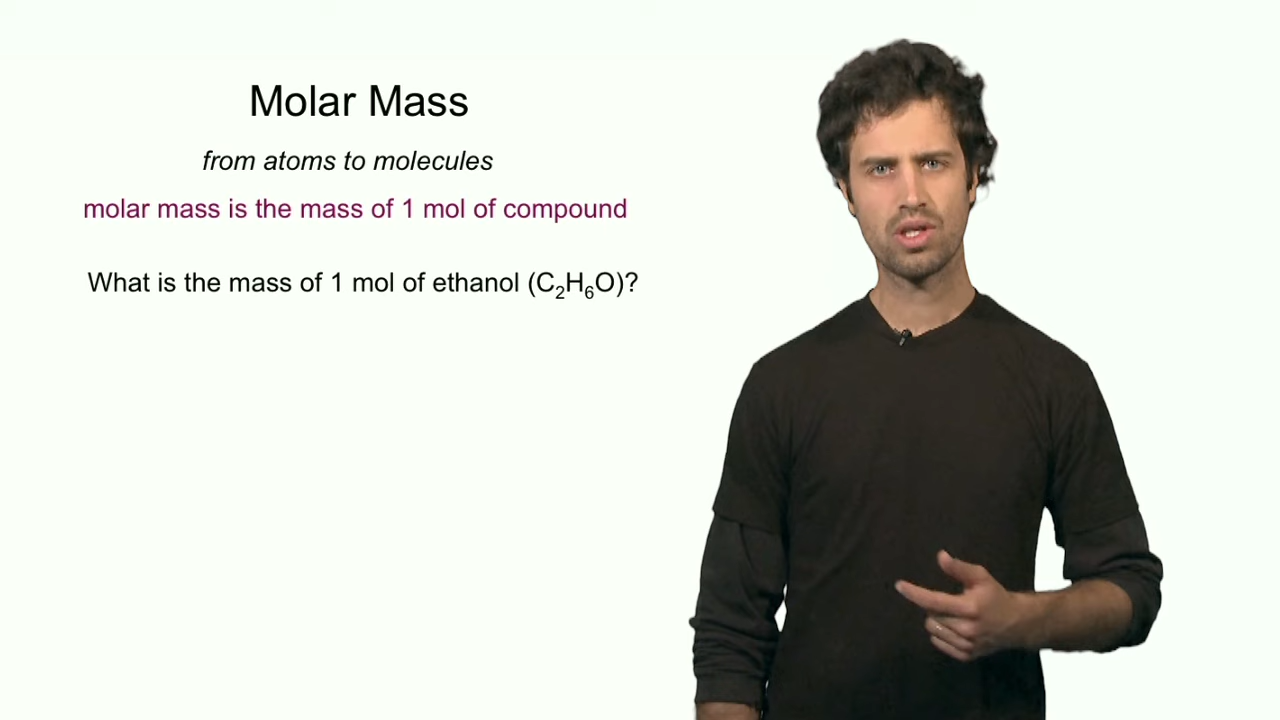 Molar Mass
from atoms to molecules
molar mass is the mass of 1 mol of compound
What is the mass of 1 mol of ethanol (C₂H₆O)?